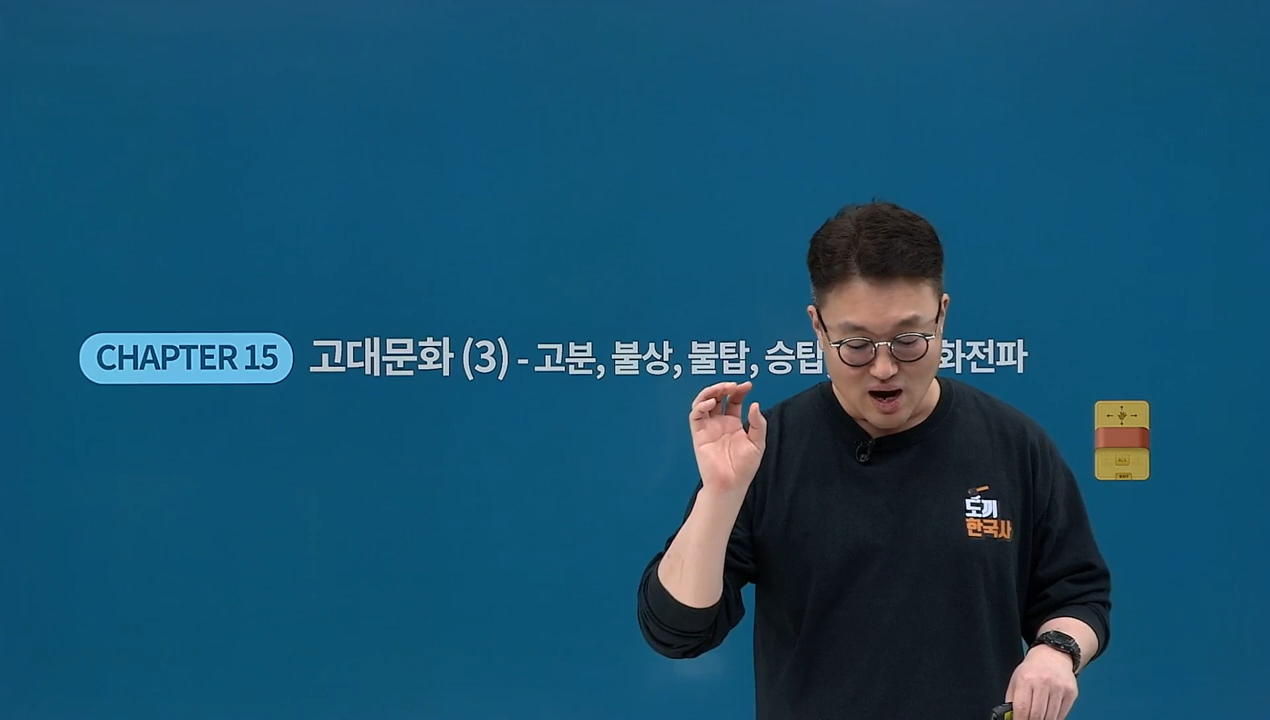 CHAPTER 15 고대문화 (3) - 고분, 불상, 불탑, 승탑, 화전파
도끼
한국사